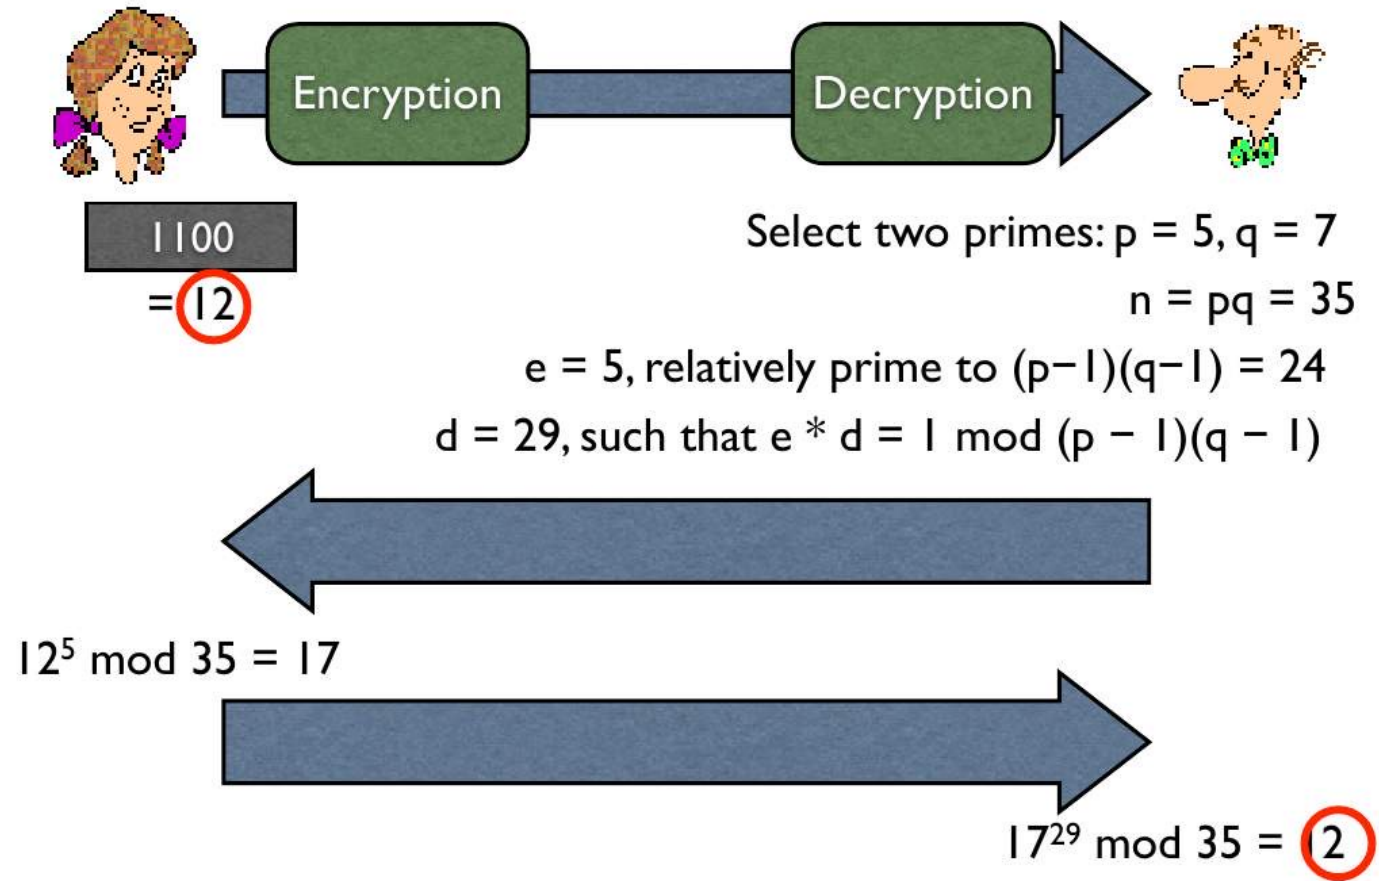 Encryption
Decryption
1100
= 12
Select two primes: p = 5, q = 7
n = pq = 35
e = 5, relatively prime to (p−1)(q−1) = 24
d = 29, such that e * d = 1 mod (p − 1)(q − 1)
12⁵ mod 35 = 17
17²⁹ mod 35 = 12